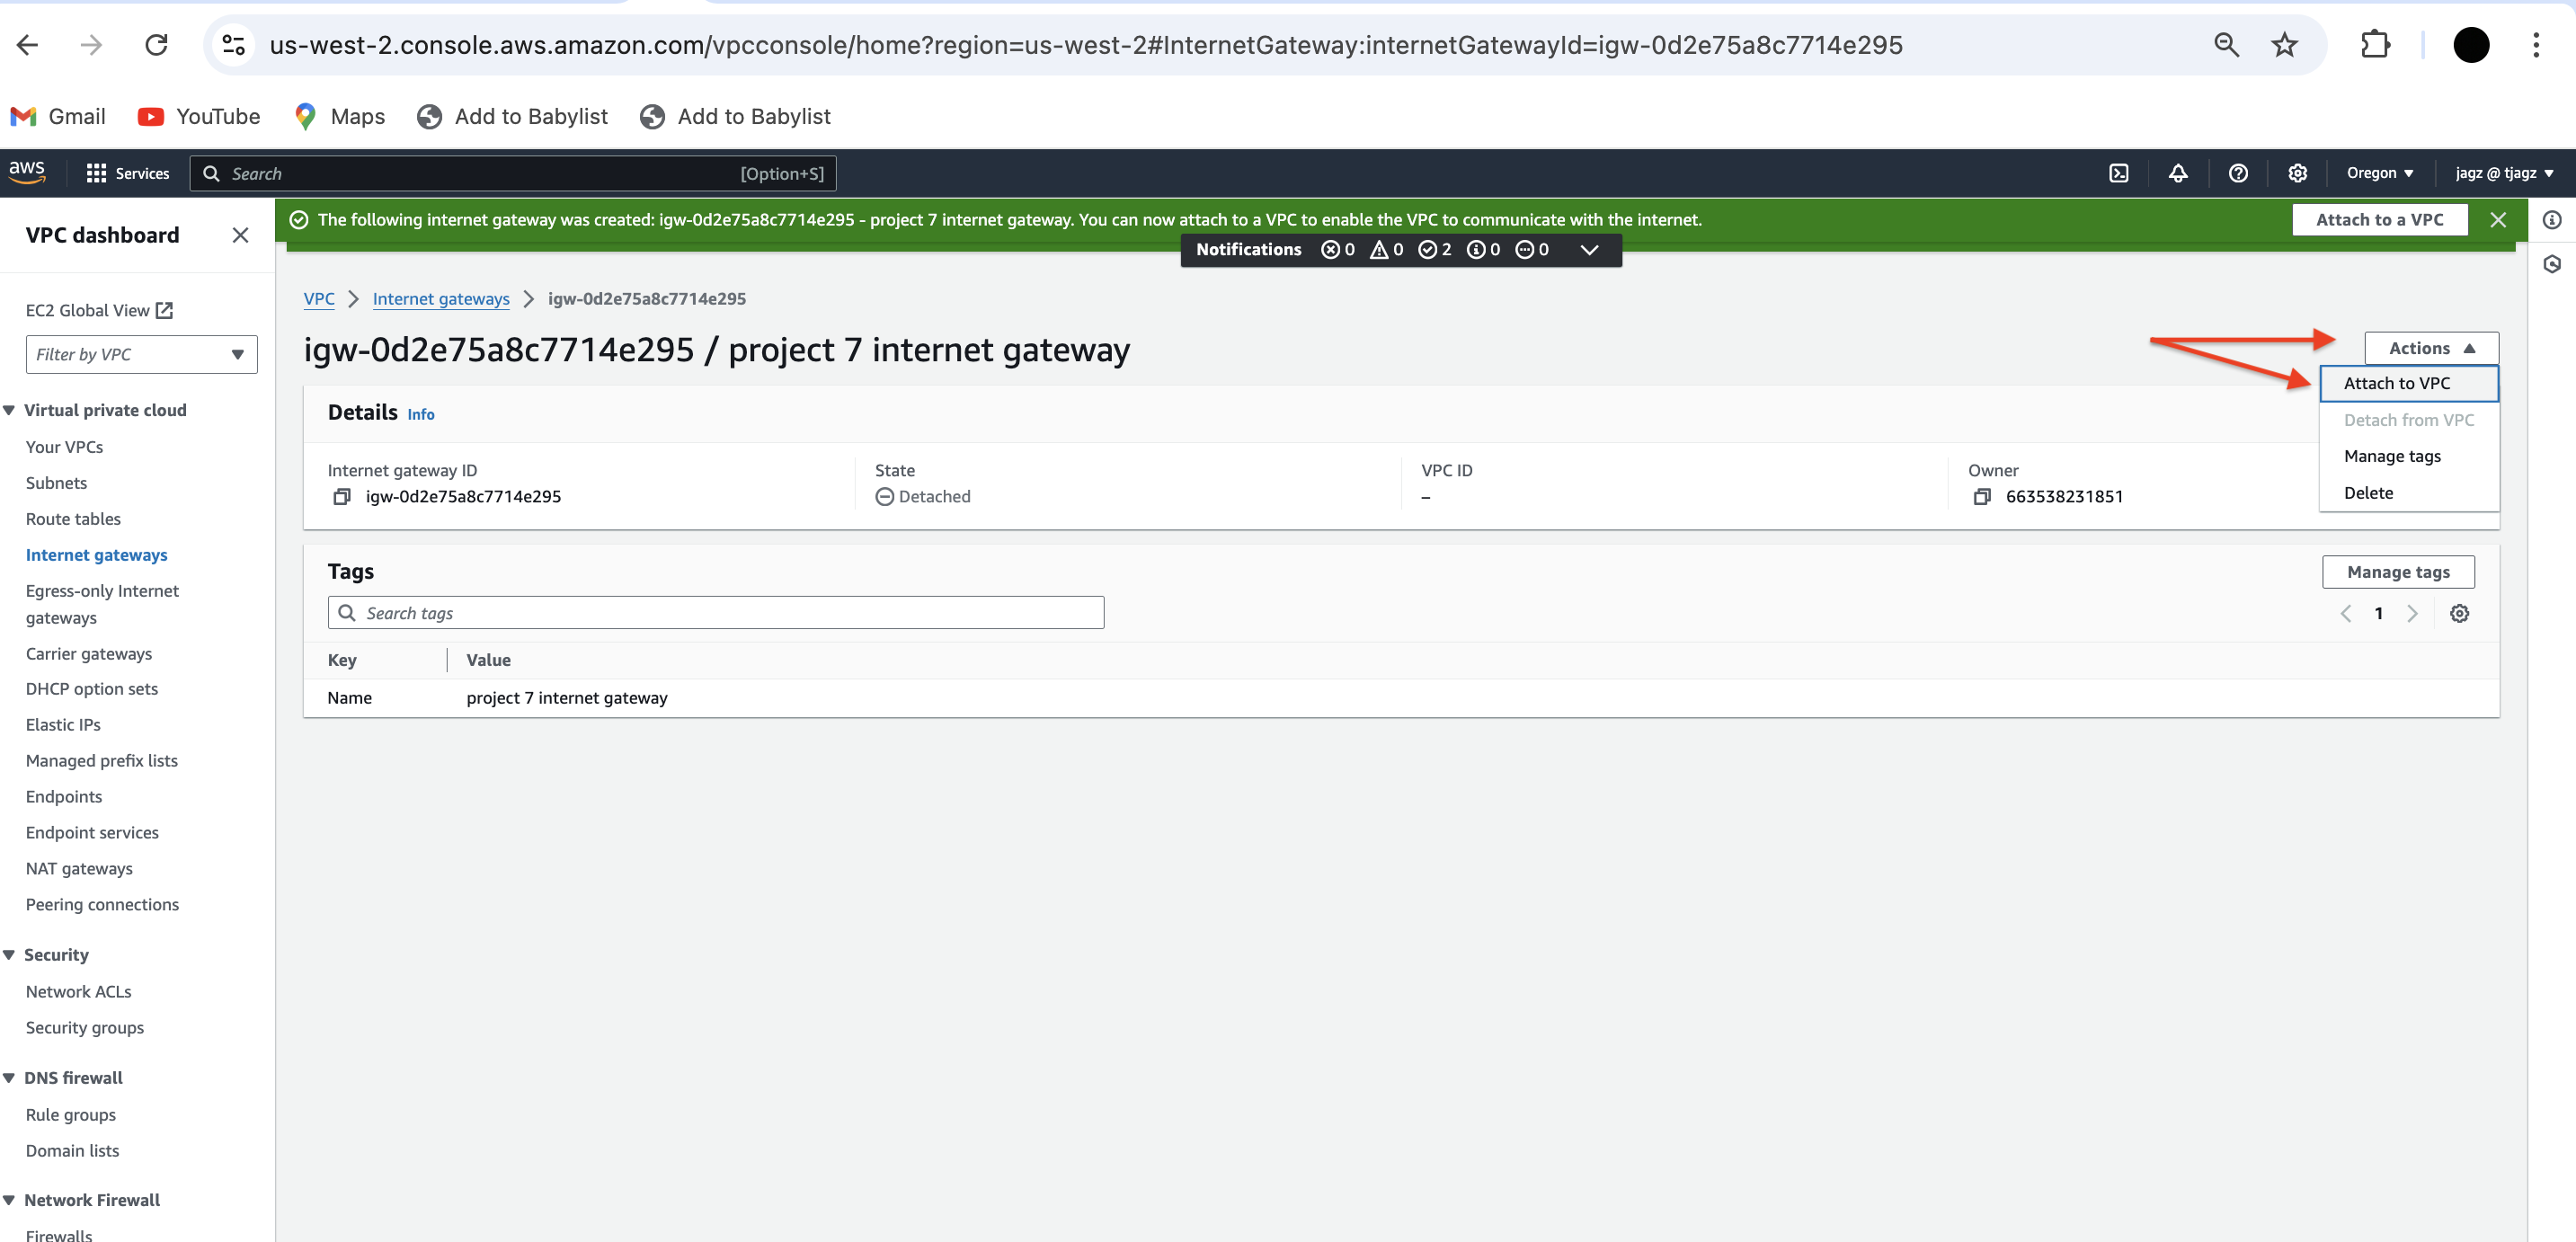 us-west-2.console.aws.amazon.com/vpcconsole/home?region=us-west-2#InternetGateway:internetGatewayId=igw-0d2e75a8c7714e295
Gmail YouTube Maps Add to Babylist Add to Babylist
aws Services Search [Option+S] Oregon jagz @ tjagz
VPC dashboard
EC2 Global View
Filter by VPC
Virtual private cloud
Your VPCs
Subnets
Route tables
Internet gateways
Egress-only Internet
gateways
Carrier gateways
DHCP option sets
Elastic IPs
Managed prefix lists
Endpoints
Endpoint services
NAT gateways
Peering connections
Security
Network ACLs
Security groups
DNS firewall
Rule groups
Domain lists
Network Firewall
Firewalls
The following internet gateway was created: igw-0d2e75a8c7714e295 - project 7 internet gateway. You can now attach to a VPC to enable the VPC to communicate with the internet. Attach to a VPC
Notifications 0 0 2 0 0
VPC Internet gateways igw-0d2e75a8c7714e295
igw-0d2e75a8c7714e295 / project 7 internet gateway
Actions
Attach to VPC
Detach from VPC
Manage tags
Delete
Details Info
Internet gateway ID State VPC ID Owner
igw-0d2e75a8c7714e295 Detached – 663538231851
Tags Manage tags
Search tags 1
Key Value
Name project 7 internet gateway